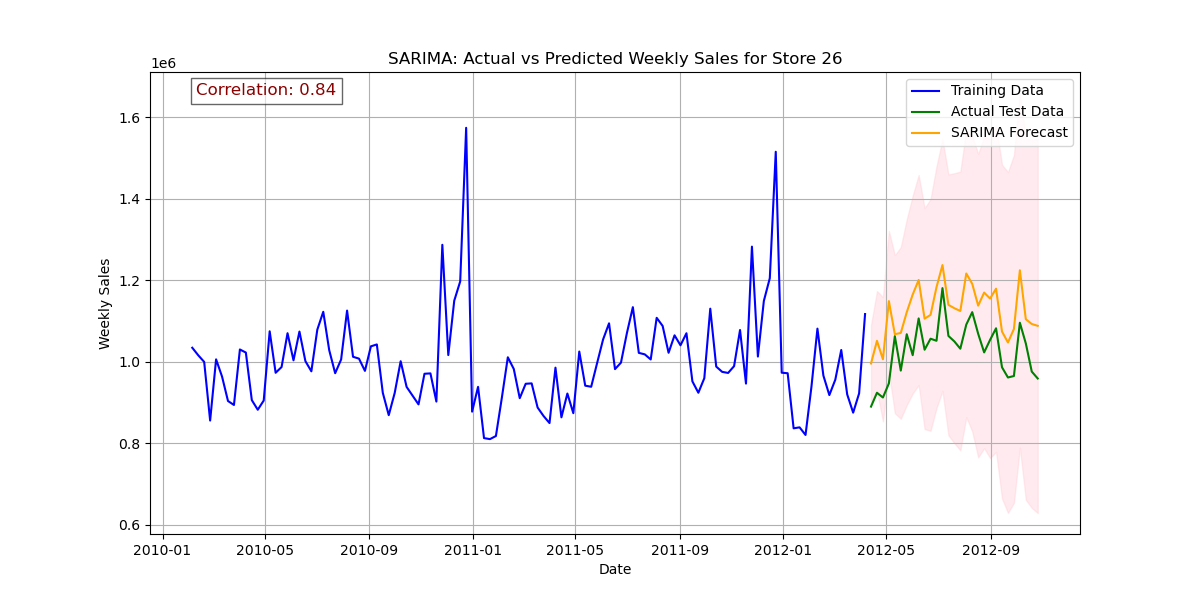 SARIMA: Actual vs Predicted Weekly Sales for Store 26
1e6
Correlation: 0.84
Training Data
Actual Test Data
SARIMA Forecast
1.6
1.4
1.2
1.0
0.8
0.6
Weekly Sales
2010-01 2010-05 2010-09 2011-01 2011-05 2011-09 2012-01 2012-05 2012-09
Date